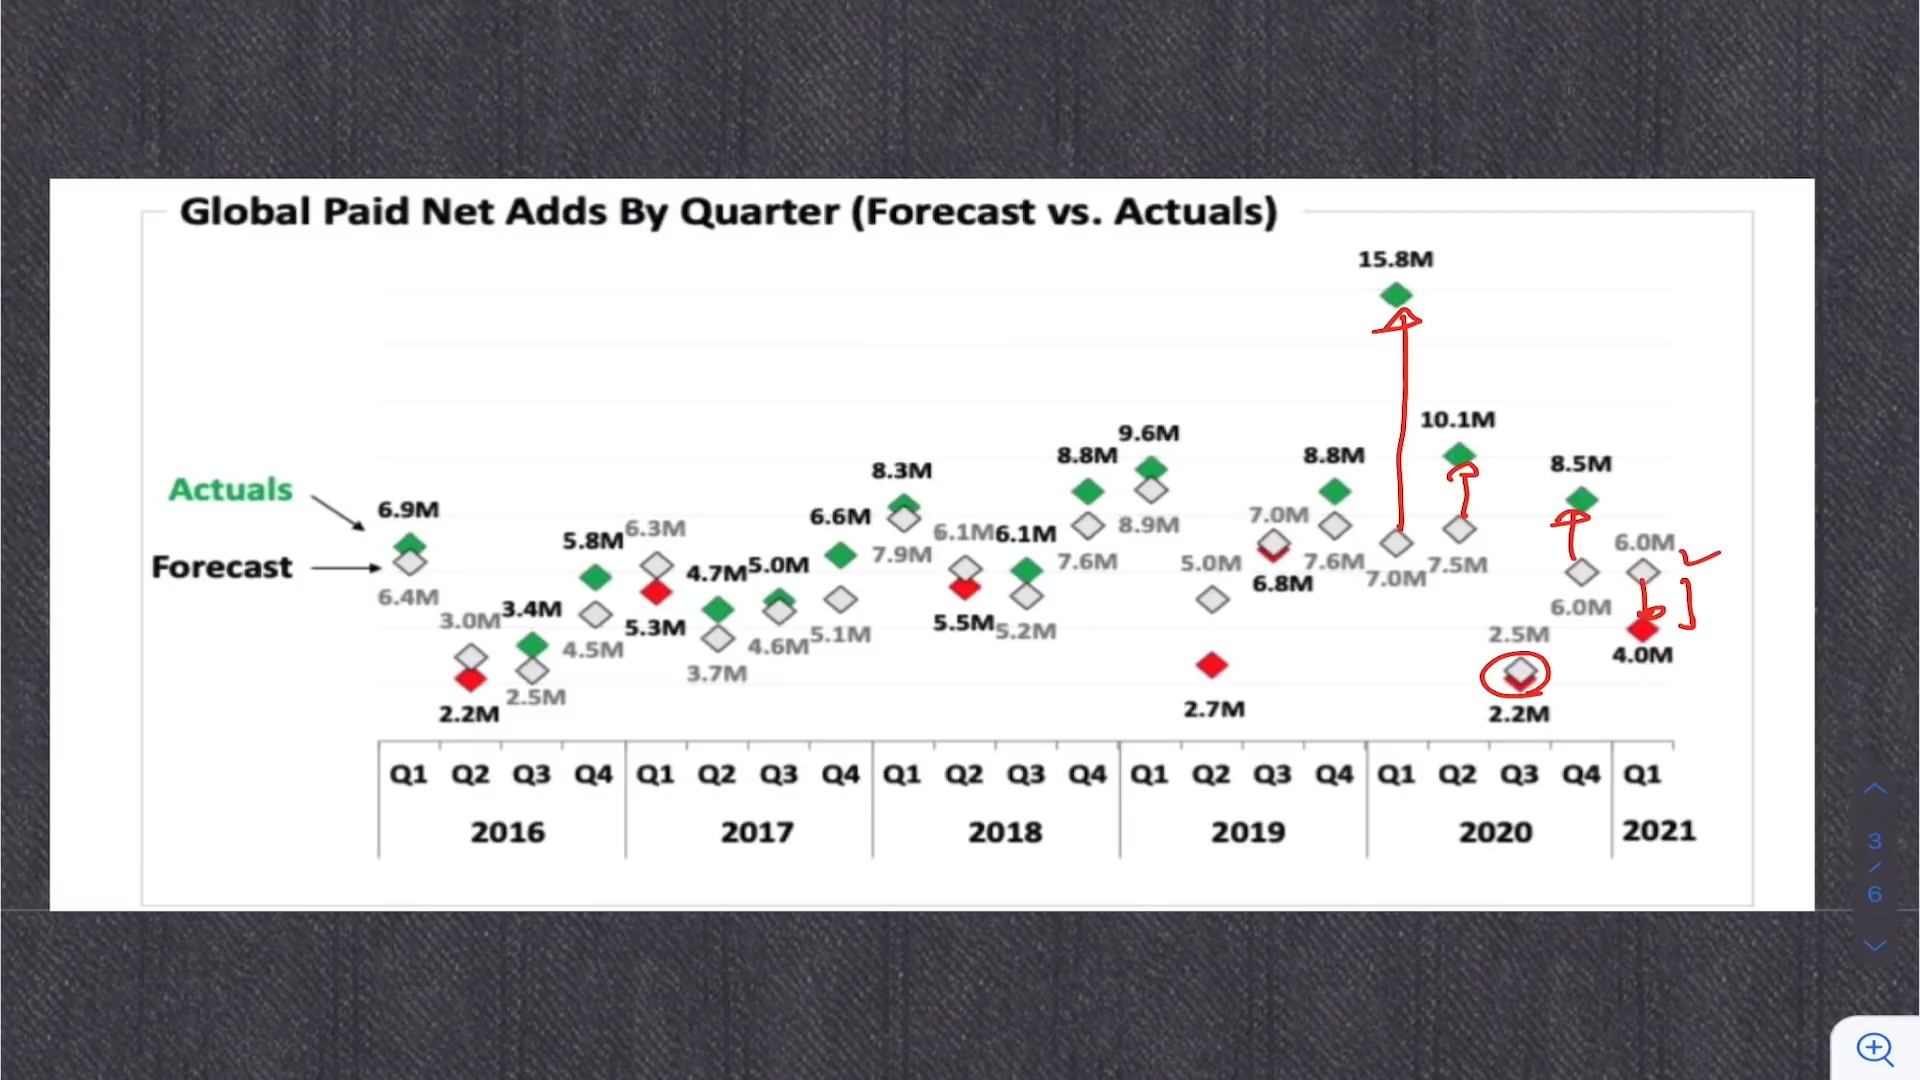 Global Paid Net Adds By Quarter (Forecast vs. Actuals)
15.8M
10.1M
9.6M
8.8M
8.8M
8.5M
8.3M
Actuals
6.9M
6.6M
7.0M
5.8M
6.3M
6.1M
6.1M
8.9M
6.0M
Forecast
4.7M
5.0M
7.9M
7.6M
5.0M
7.6M
7.0M
7.5M
6.8M
6.4M
3.0M
3.4M
5.3M
5.5M
5.2M
6.0M
4.5M
4.6M
5.1M
2.5M
4.0M
3.7M
2.5M
2.2M
2.7M
2.2M
Q1 Q2 Q3 Q4 Q1 Q2 Q3 Q4 Q1 Q2 Q3 Q4 Q1 Q2 Q3 Q4 Q1 Q2 Q3 Q4 Q1
2016 2017 2018 2019 2020 2021
3
/
6